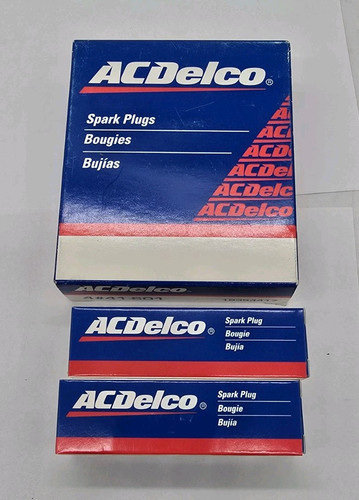 ACDelco®
Spark Plugs
Bougies
Bujías
ACDelco
ACDelco
ACDelco
ACDelco
ACDelco
ACDelco®
Spark Plug
Bougie
Bujía
ACDelco®
Spark Plug
Bougie
Bujía